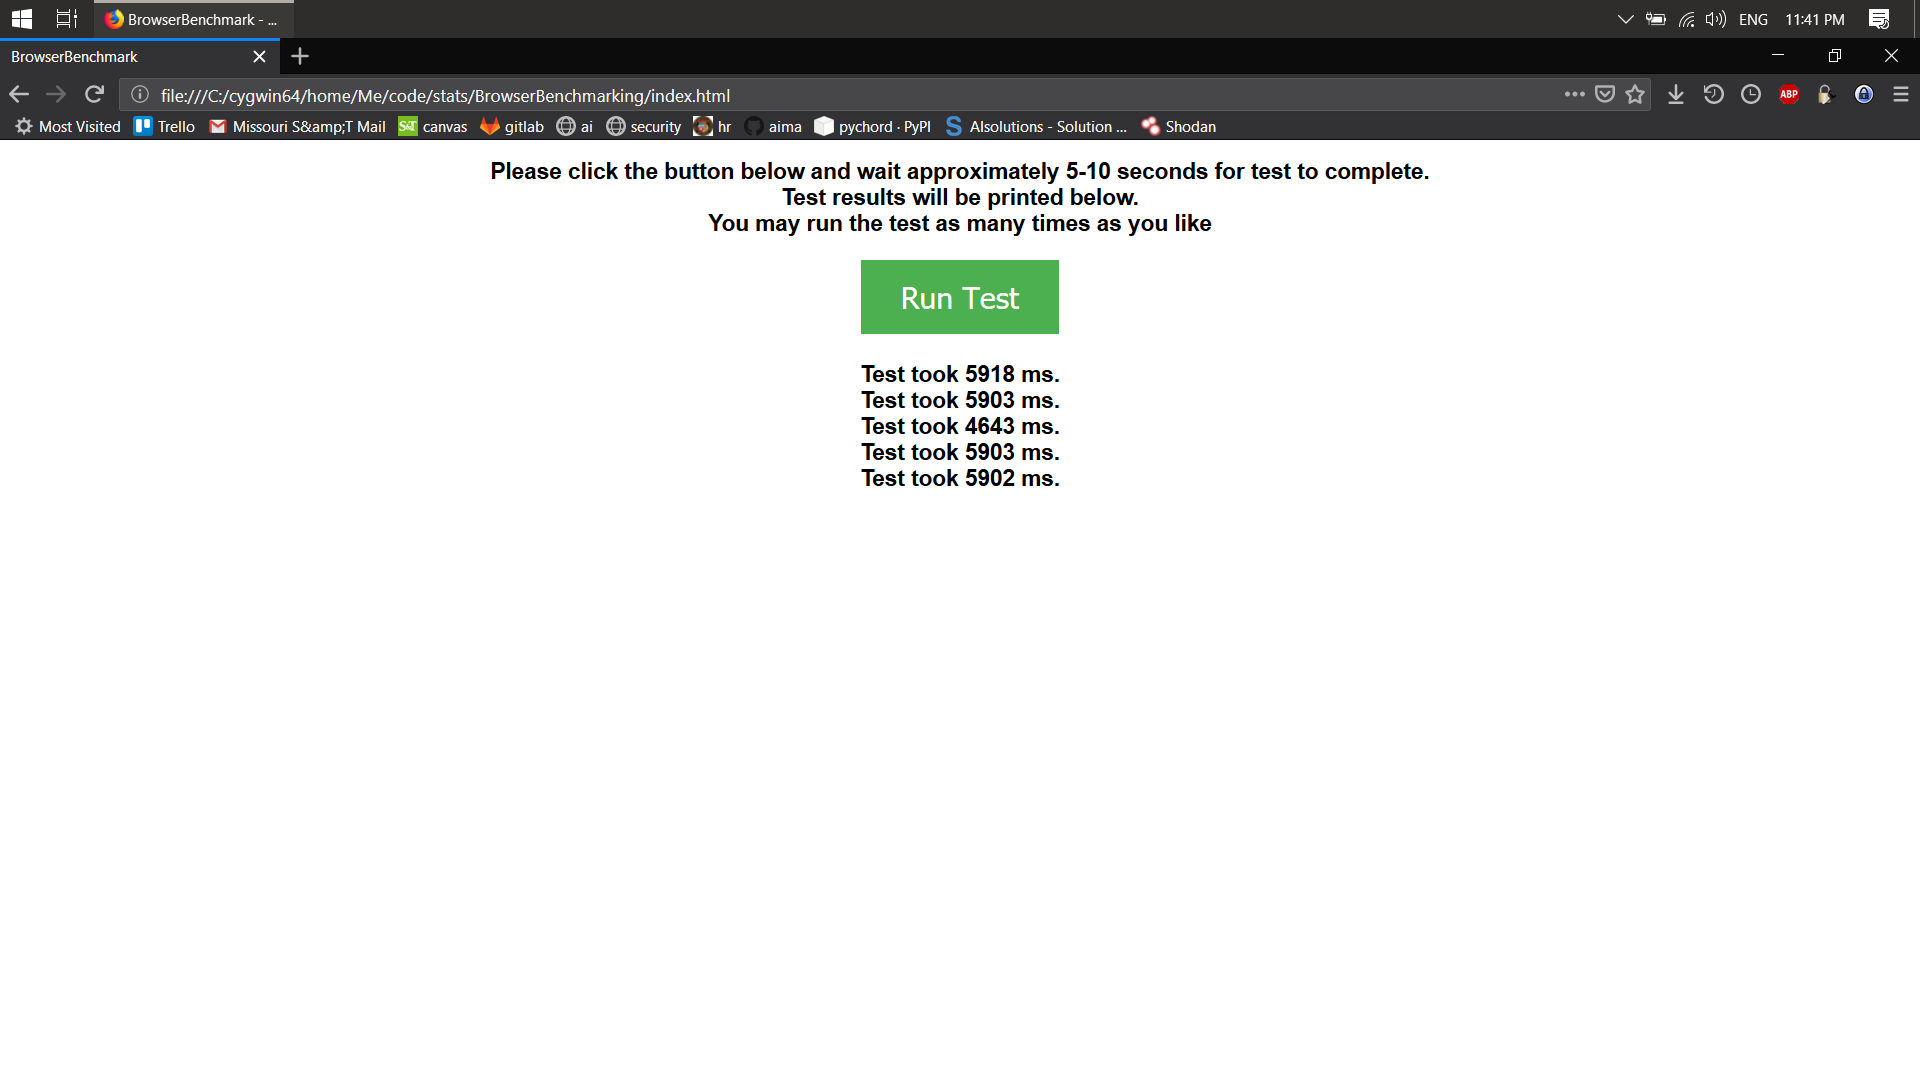 BrowserBenchmark - ...
ENG
11:41 PM
BrowserBenchmark
file:///C:/cygwin64/home/Me/code/stats/BrowserBenchmarking/index.html
ABP
Most Visited
Trello
Missouri S&amp;T Mail
S&T
canvas
gitlab
ai
security
hr
aima
pychord · PyPI
S
AIsolutions - Solution ...
Shodan
Please click the button below and wait approximately 5-10 seconds for test to complete.
Test results will be printed below.
You may run the test as many times as you like
Run Test
Test took 5918 ms.
Test took 5903 ms.
Test took 4643 ms.
Test took 5903 ms.
Test took 5902 ms.